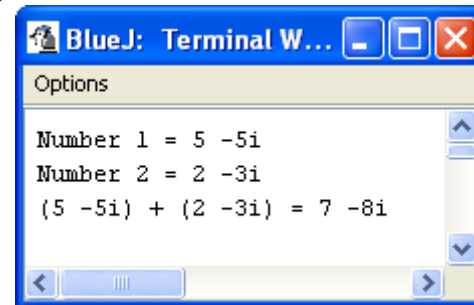 BlueJ: Terminal W...
Options
Number 1 = 5 -5i
Number 2 = 2 -3i
(5 -5i) + (2 -3i) = 7 -8i